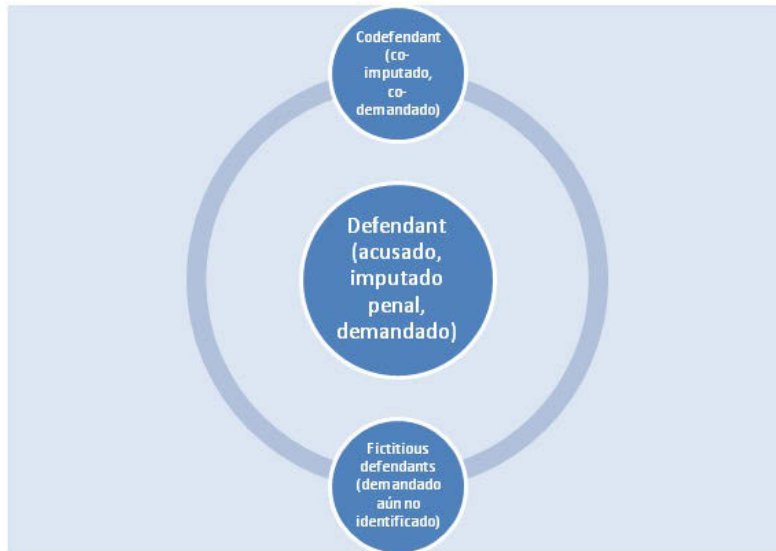 Codefendant
(co-
imputado,
co-
demandado)
Defendant
(acusado,
imputado
penal,
demandado)
Fictitious
defendants
(demandado
aún no
identificado)